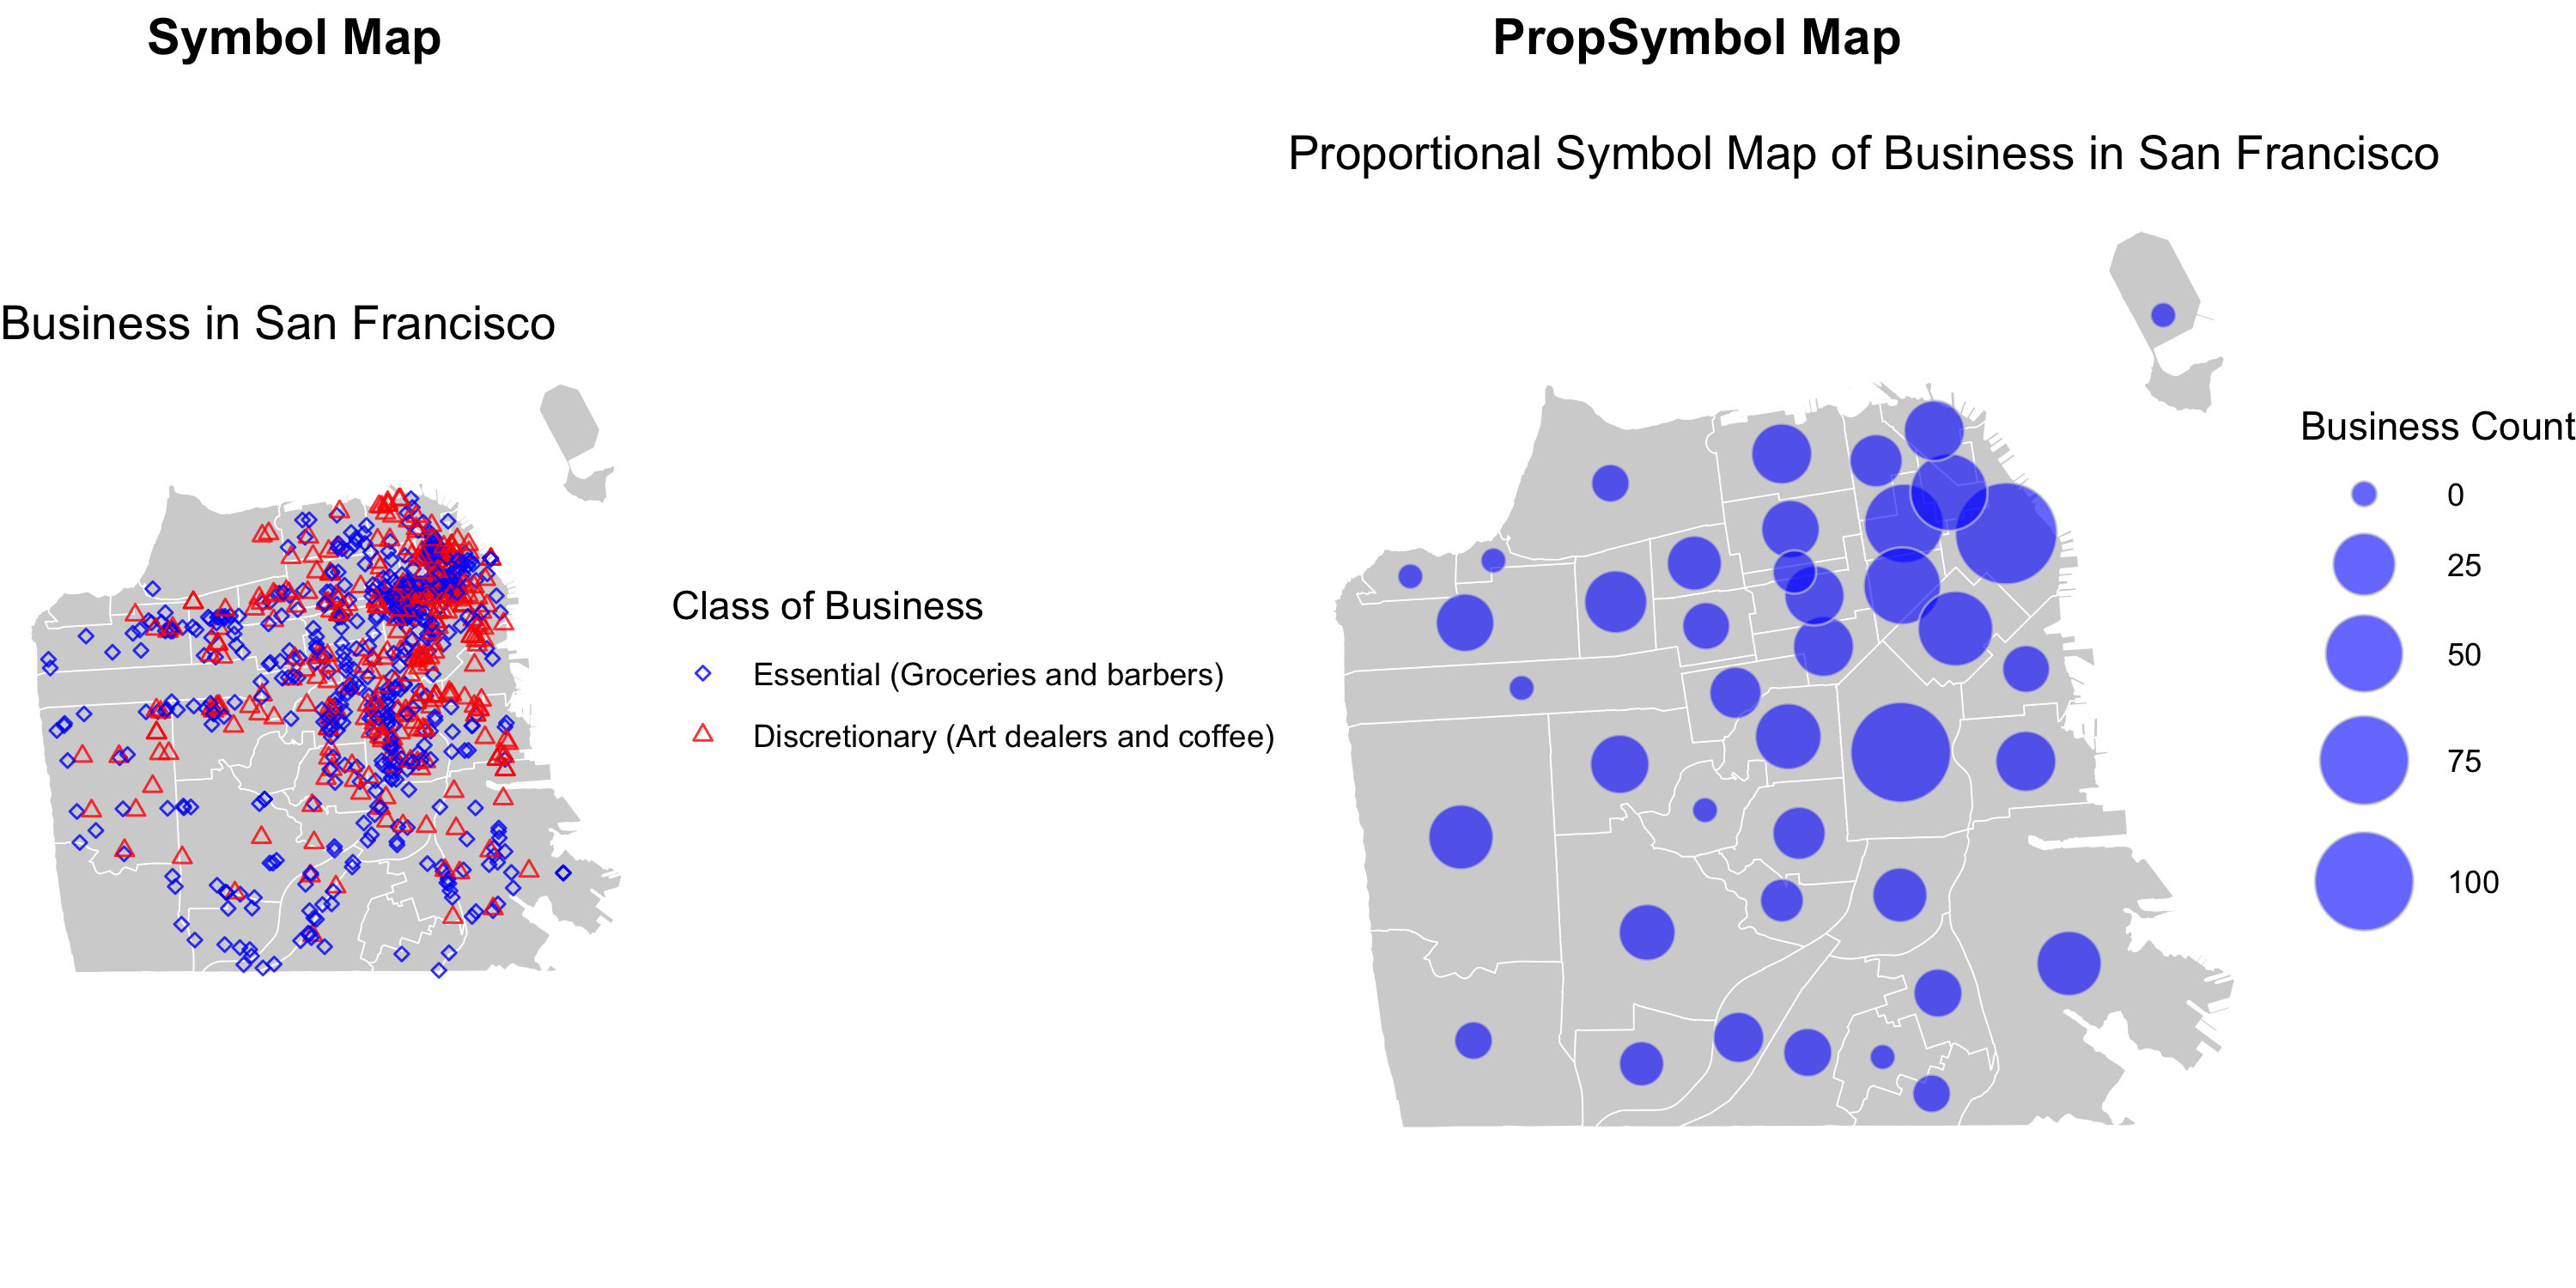 Symbol Map
Business in San Francisco
Class of Business
Essential (Groceries and barbers)
Discretionary (Art dealers and coffee)
PropSymbol Map
Proportional Symbol Map of Business in San Francisco
Business Count
0
25
50
75
100